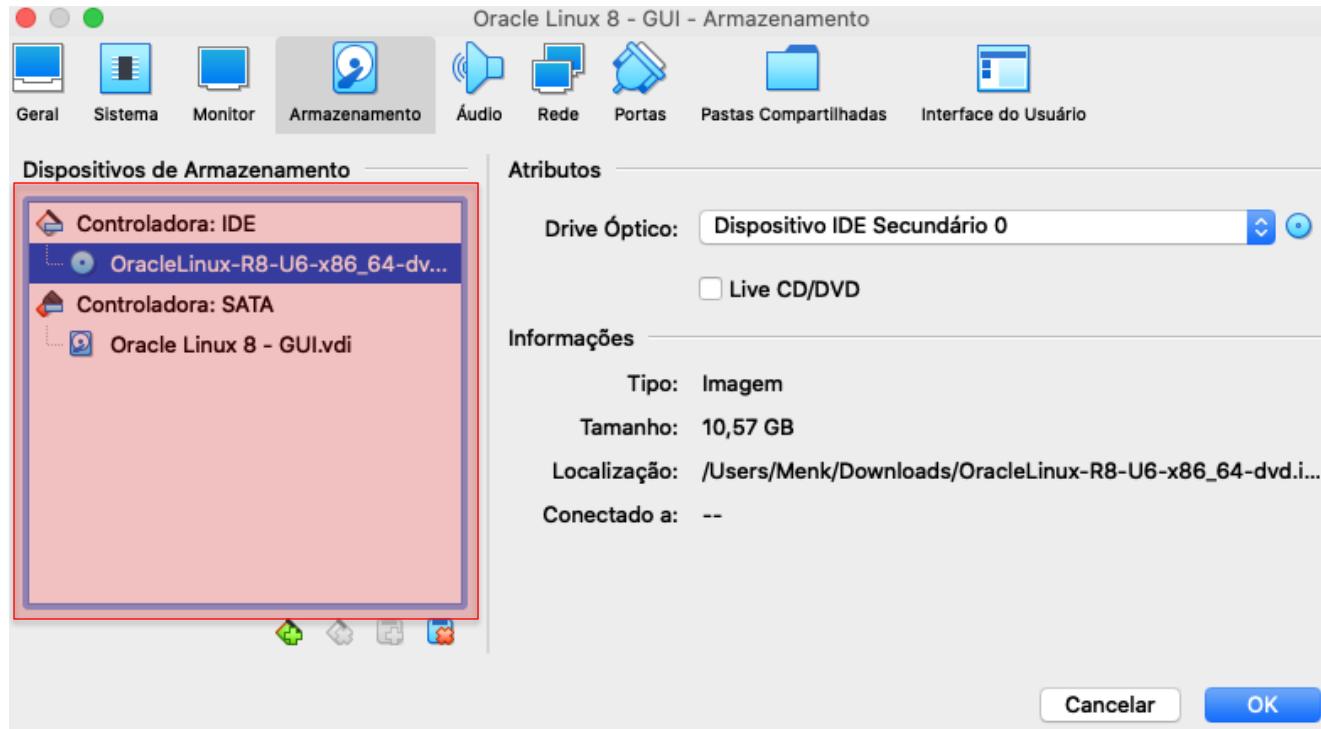 Oracle Linux 8 - GUI - Armazenamento
Geral Sistema Monitor Armazenamento Áudio Rede Portas Pastas Compartilhadas Interface do Usuário
Dispositivos de Armazenamento
Controladora: IDE
OracleLinux-R8-U6-x86_64-dv...
Controladora: SATA
Oracle Linux 8 - GUI.vdi
Atributos
Drive Óptico: Dispositivo IDE Secundário 0
Live CD/DVD
Informações
Tipo: Imagem
Tamanho: 10,57 GB
Localização: /Users/Menk/Downloads/OracleLinux-R8-U6-x86_64-dvd.i...
Conectado a: --
Cancelar OK